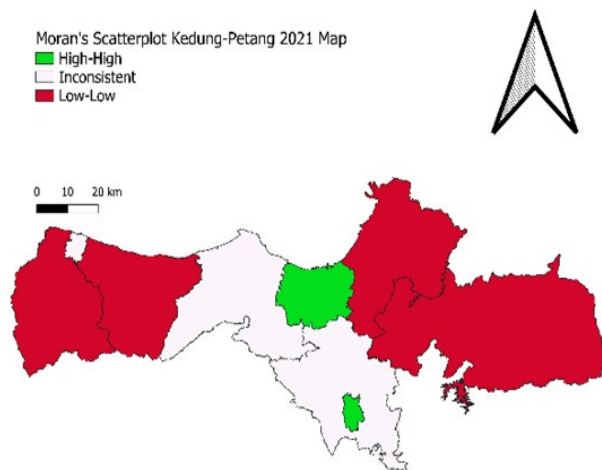 Moran's Scatterplot Kedung-Petang 2021 Map
High-High
Inconsistent
Low-Low
0 10 20 km